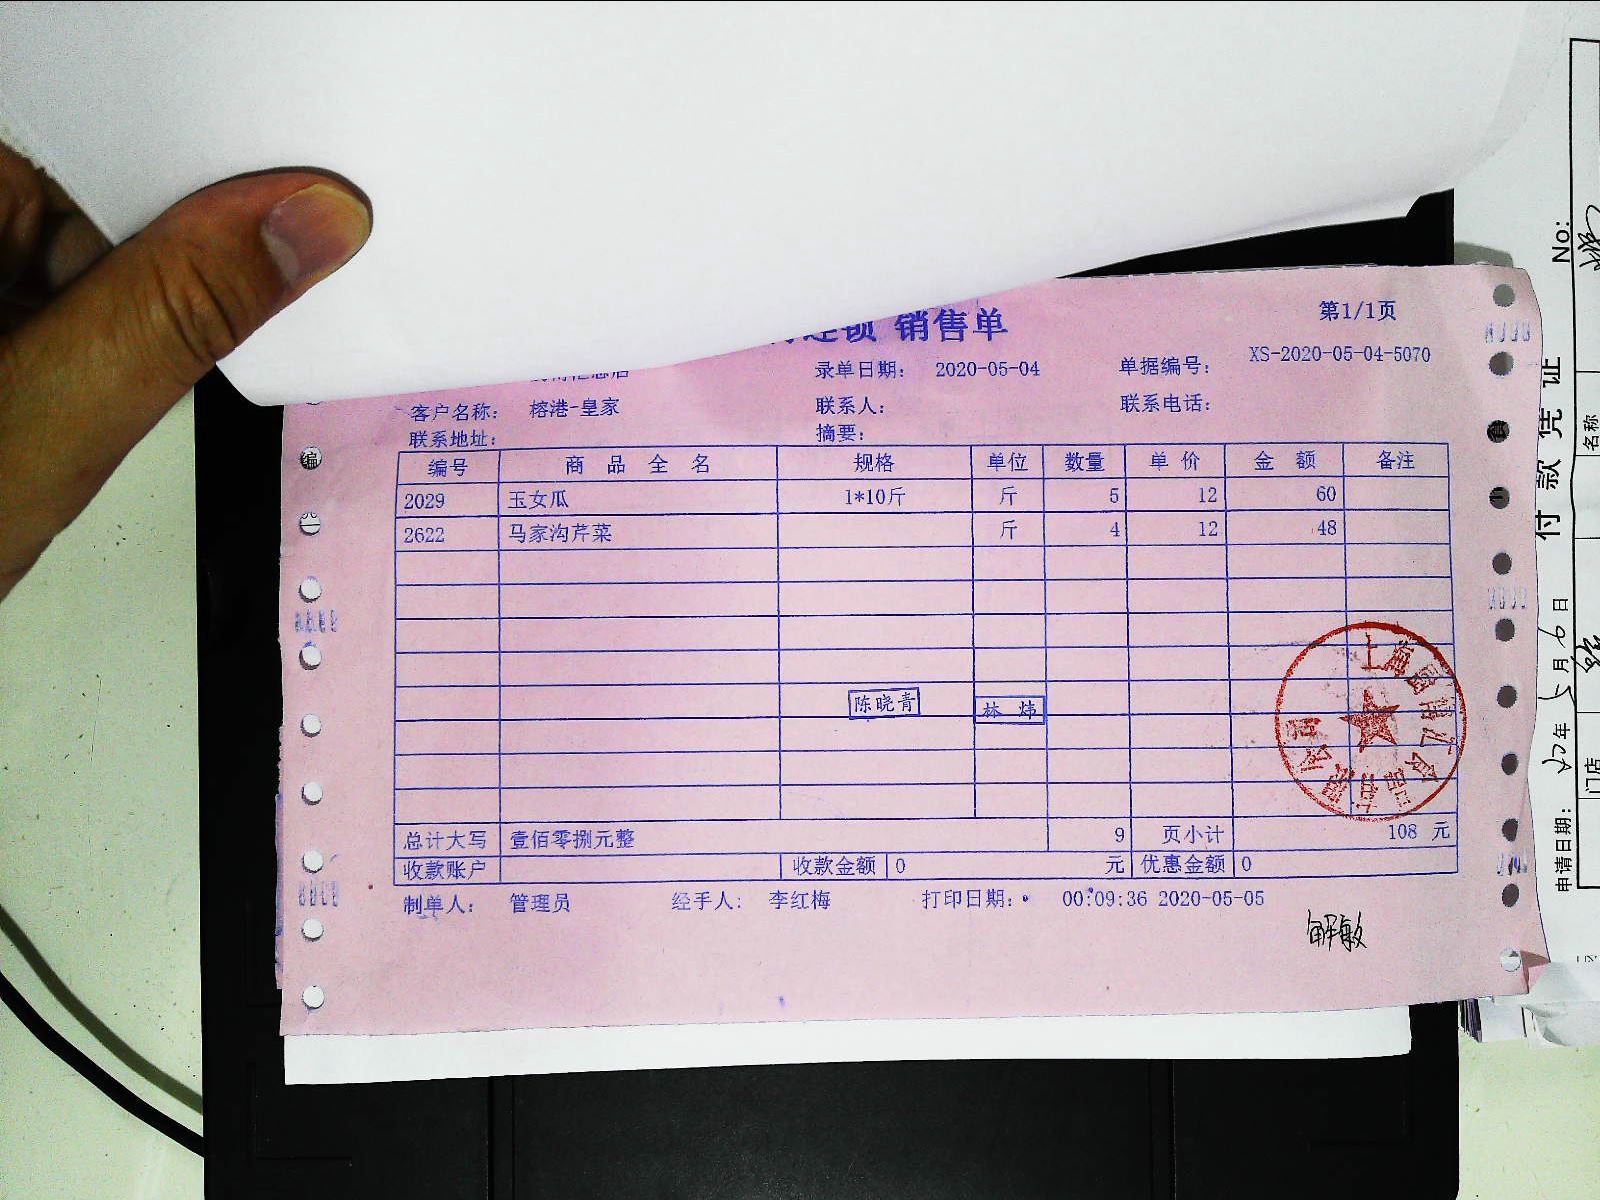 连锁 销售单
第1/1页
录单日期： 2020-05-04 单据编号： XS-2020-05-04-5070
客户名称： 榕港-皇家 联系人： 联系电话：
联系地址： 摘要：
编号 商品全名 规格 单位 数量 单价 金额 备注
2029 玉女瓜 1*10斤 斤 5 12 60
2622 马家沟芹菜 斤 4 12 48
陈晓青 林炜
总计大写 壹佰零捌元整 9 页小计 108 元
收款账户 收款金额 0 元 优惠金额 0
制单人： 管理员 经手人： 李红梅 打印日期： 00:09:36 2020-05-05
解敏
付款凭证
No:
申请日期： 年 月 日
门店
名称